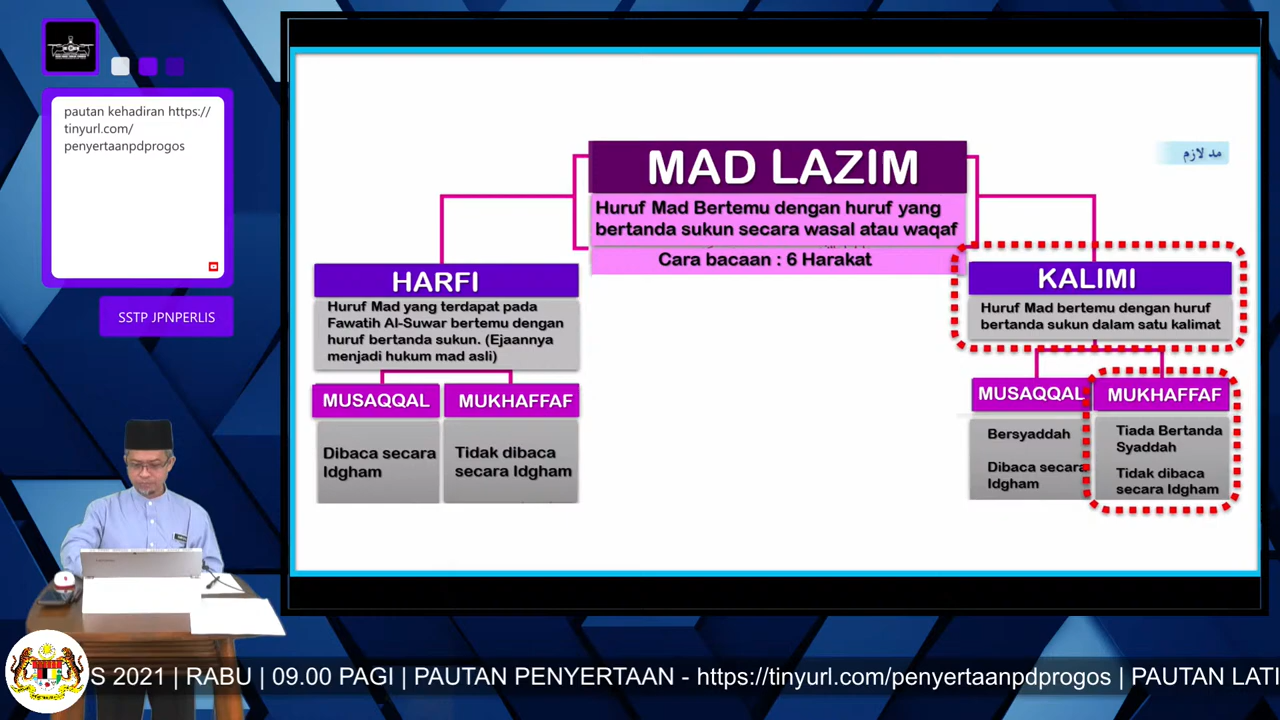 pautan kehadiran https://
tinyurl.com/
penyertaanpdprogos
SSTP JPNPERLIS
مد لازم
MAD LAZIM
Huruf Mad Bertemu dengan huruf yang
bertanda sukun secara wasal atau waqaf
Cara bacaan : 6 Harakat
HARFI
Huruf Mad yang terdapat pada
Fawatih Al-Suwar bertemu dengan
huruf bertanda sukun. (Ejaannya
menjadi hukum mad asli)
MUSAQQAL
Dibaca secara
Idgham
MUKHAFFAF
Tidak dibaca
secara Idgham
KALIMI
Huruf Mad bertemu dengan huruf
bertanda sukun dalam satu kalimat
MUSAQQAL
Bersyaddah
Dibaca secara
Idgham
MUKHAFFAF
Tiada Bertanda
Syaddah
Tidak dibaca
secara Idgham
S 2021 | RABU | 09.00 PAGI | PAUTAN PENYERTAAN - https://tinyurl.com/penyertaanpdprogos | PAUTAN LATI